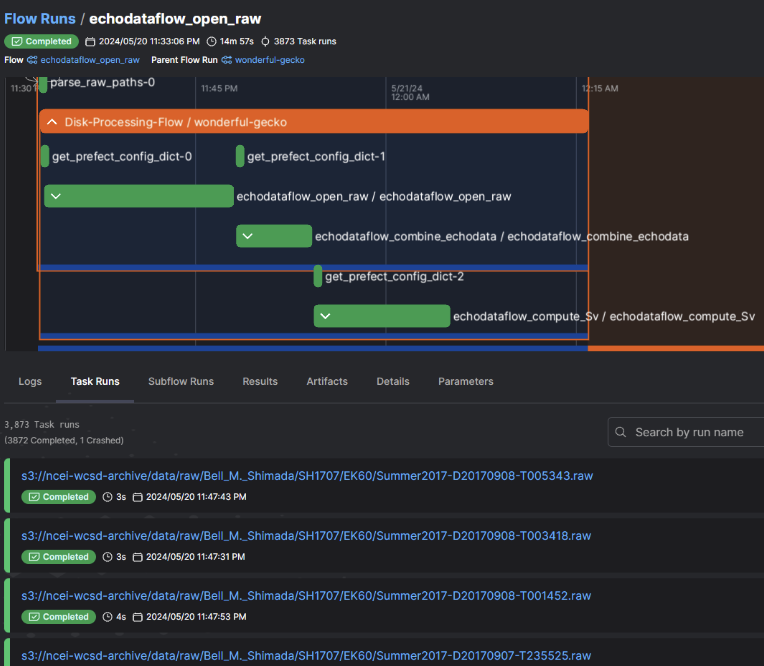 Flow Runs / echodataflow_open_raw
Completed 2024/05/20 11:33:06 PM 14m 57s 3873 Task runs
Flow echodataflow_open_raw Parent Flow Run wonderful-gecko
parse_raw_paths-0
11:30 11:45 PM 5/21/24 12:15 AM
12:00 AM
Disk-Processing-Flow / wonderful-gecko
get_prefect_config_dict-0 get_prefect_config_dict-1
echodataflow_open_raw / echodataflow_open_raw
echodataflow_combine_echodata / echodataflow_combine_echodata
get_prefect_config_dict-2
echodataflow_compute_Sv / echodataflow_compute_Sv
Logs Task Runs Subflow Runs Results Artifacts Details Parameters
3,873 Task runs
(3872 Completed, 1 Crashed)
Search by run name
s3://ncei-wcsd-archive/data/raw/Bell_M._Shimada/SH1707/EK60/Summer2017-D20170908-T005343.raw
Completed 3s 2024/05/20 11:47:43 PM
s3://ncei-wcsd-archive/data/raw/Bell_M._Shimada/SH1707/EK60/Summer2017-D20170908-T003418.raw
Completed 3s 2024/05/20 11:47:31 PM
s3://ncei-wcsd-archive/data/raw/Bell_M._Shimada/SH1707/EK60/Summer2017-D20170908-T001452.raw
Completed 4s 2024/05/20 11:47:53 PM
s3://ncei-wcsd-archive/data/raw/Bell_M._Shimada/SH1707/EK60/Summer2017-D20170907-T235525.raw